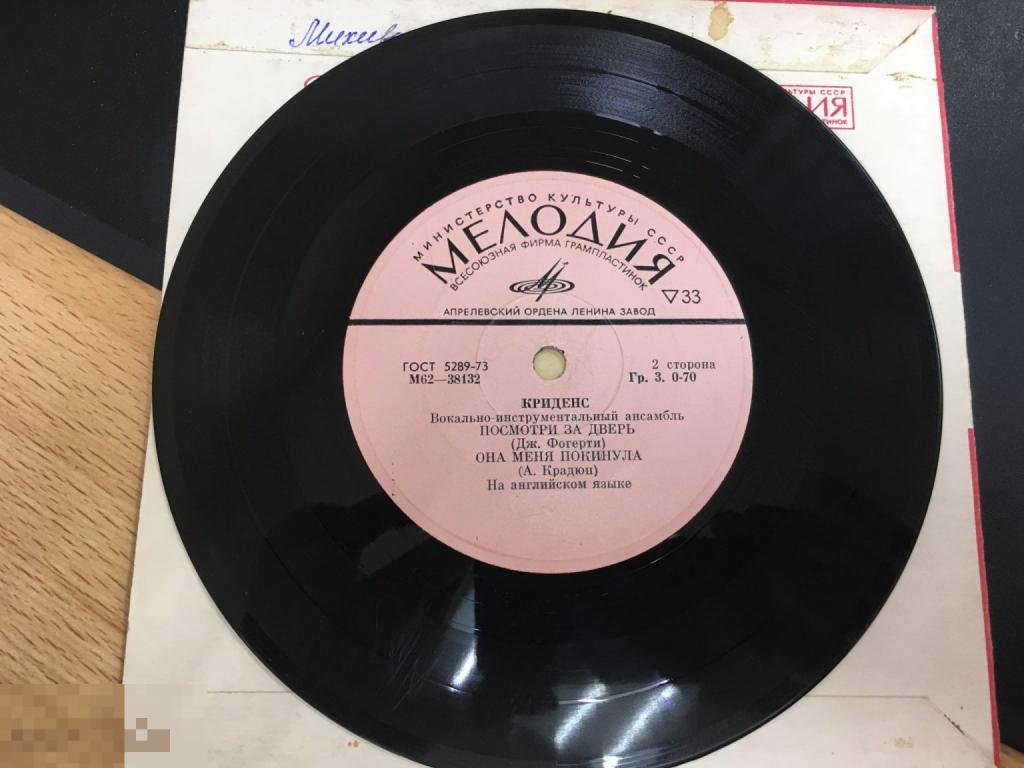 МИНИСТЕРСТВО КУЛЬТУРЫ СССР
МЕЛОДИЯ
ВСЕСОЮЗНАЯ ФИРМА ГРАМПЛАСТИНОК
▽33
АПРЕЛЕВСКИЙ ОРДЕНА ЛЕНИНА ЗАВОД
ГОСТ 5289-73
М62—38132
2 сторона
Гр. 3. 0-70
КРИДЕНС
Вокально-инструментальный ансамбль
ПОСМОТРИ ЗА ДВЕРЬ
(Дж. Фогерти)
ОНА МЕНЯ ПОКИНУЛА
(А. Крадюп)
На английском языке
СССР
ИЯ